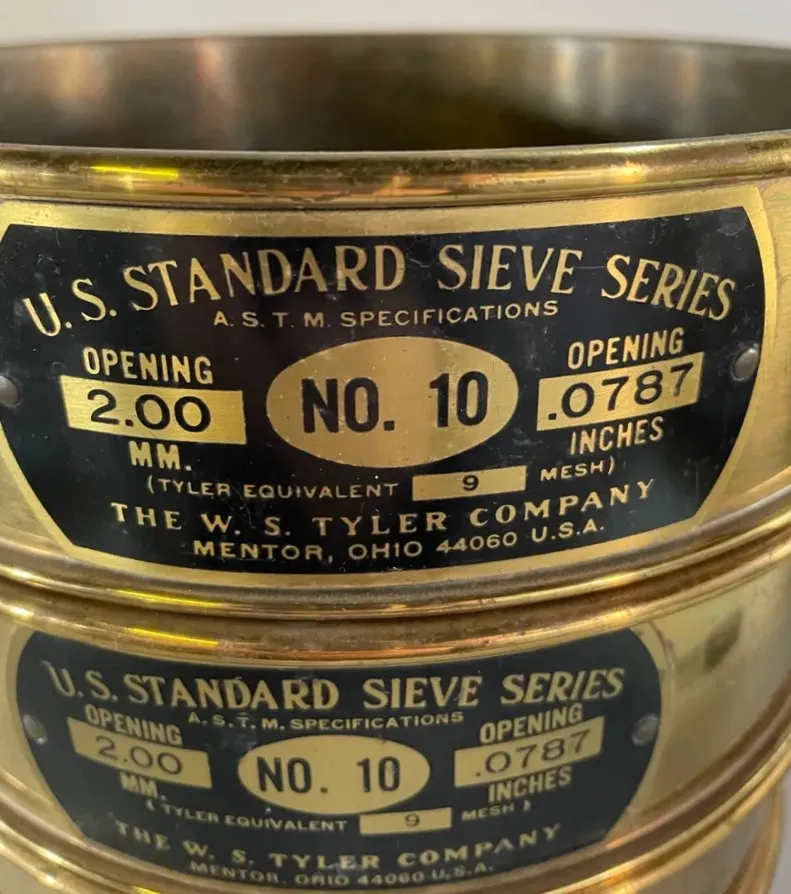 U.S. STANDARD SIEVE SERIES
A.S.T.M. SPECIFICATIONS
OPENING
2.00
MM.
NO. 10
OPENING
.0787
INCHES
(TYLER EQUIVALENT 9 MESH)
THE W. S. TYLER COMPANY
MENTOR, OHIO 44060 U.S.A.
U.S. STANDARD SIEVE SERIES
A.S.T.M. SPECIFICATIONS
OPENING
2.00
MM.
NO. 10
OPENING
.0787
INCHES
(TYLER EQUIVALENT 9 MESH)
THE W. S. TYLER COMPANY
MENTOR, OHIO 44060 U.S.A.